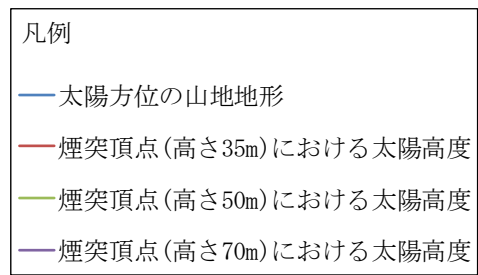 凡例
太陽方位の山地地形
煙突頂点(高さ35m)における太陽高度
煙突頂点(高さ50m)における太陽高度
煙突頂点(高さ70m)における太陽高度